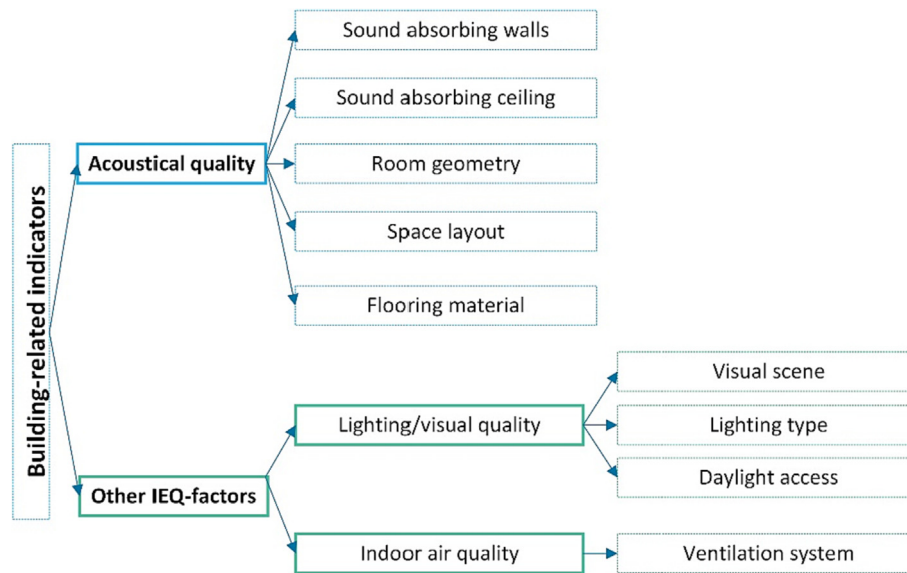 Building-related indicators
Acoustical quality
Sound absorbing walls
Sound absorbing ceiling
Room geometry
Space layout
Flooring material
Other IEQ-factors
Lighting/visual quality
Visual scene
Lighting type
Daylight access
Indoor air quality
Ventilation system